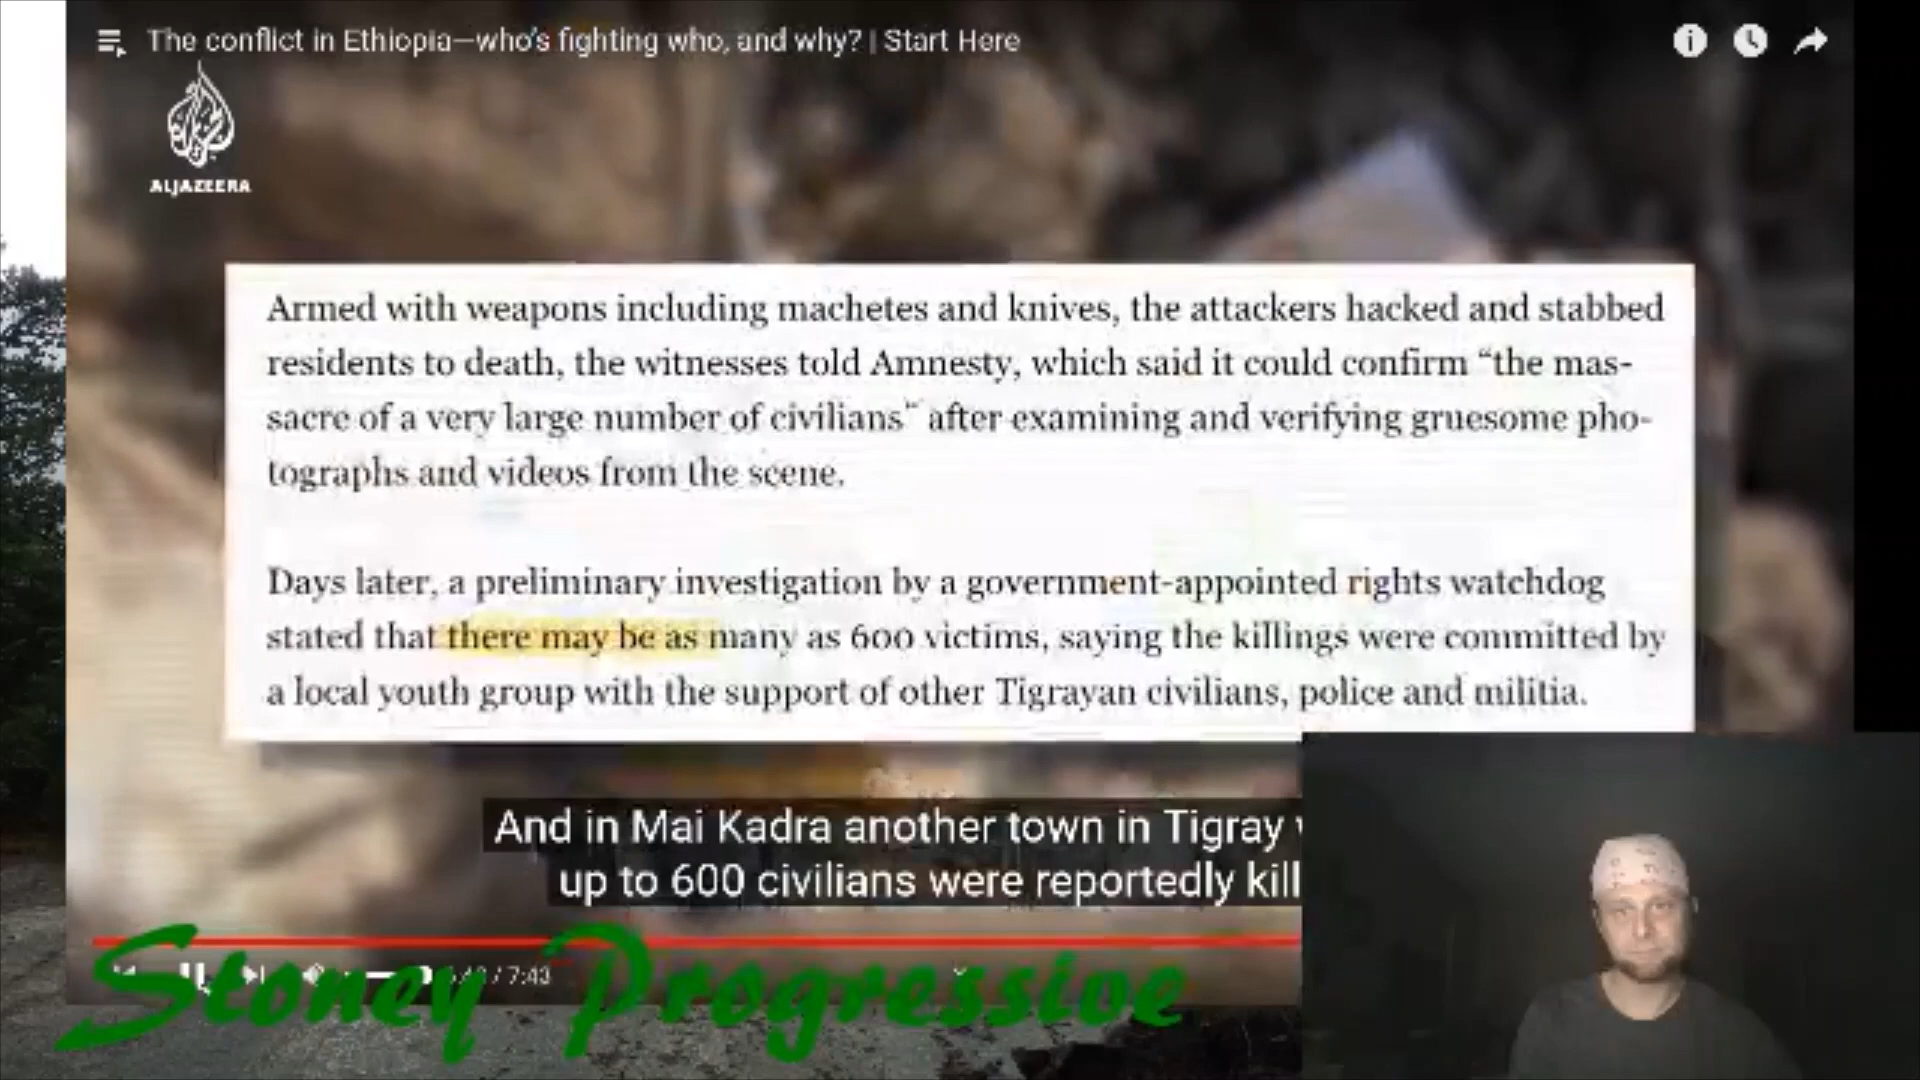 The conflict in Ethiopia—who's fighting who, and why? | Start Here
ALJAZEERA
Armed with weapons including machetes and knives, the attackers hacked and stabbed
residents to death, the witnesses told Amnesty, which said it could confirm “the mas-
sacre of a very large number of civilians” after examining and verifying gruesome pho-
tographs and videos from the scene.
Days later, a preliminary investigation by a government-appointed rights watchdog
stated that there may be as many as 600 victims, saying the killings were committed by
a local youth group with the support of other Tigrayan civilians, police and militia.
And in Mai Kadra another town in Tigray
up to 600 civilians were reportedly kill
/ 7:43
Stoney Progressive